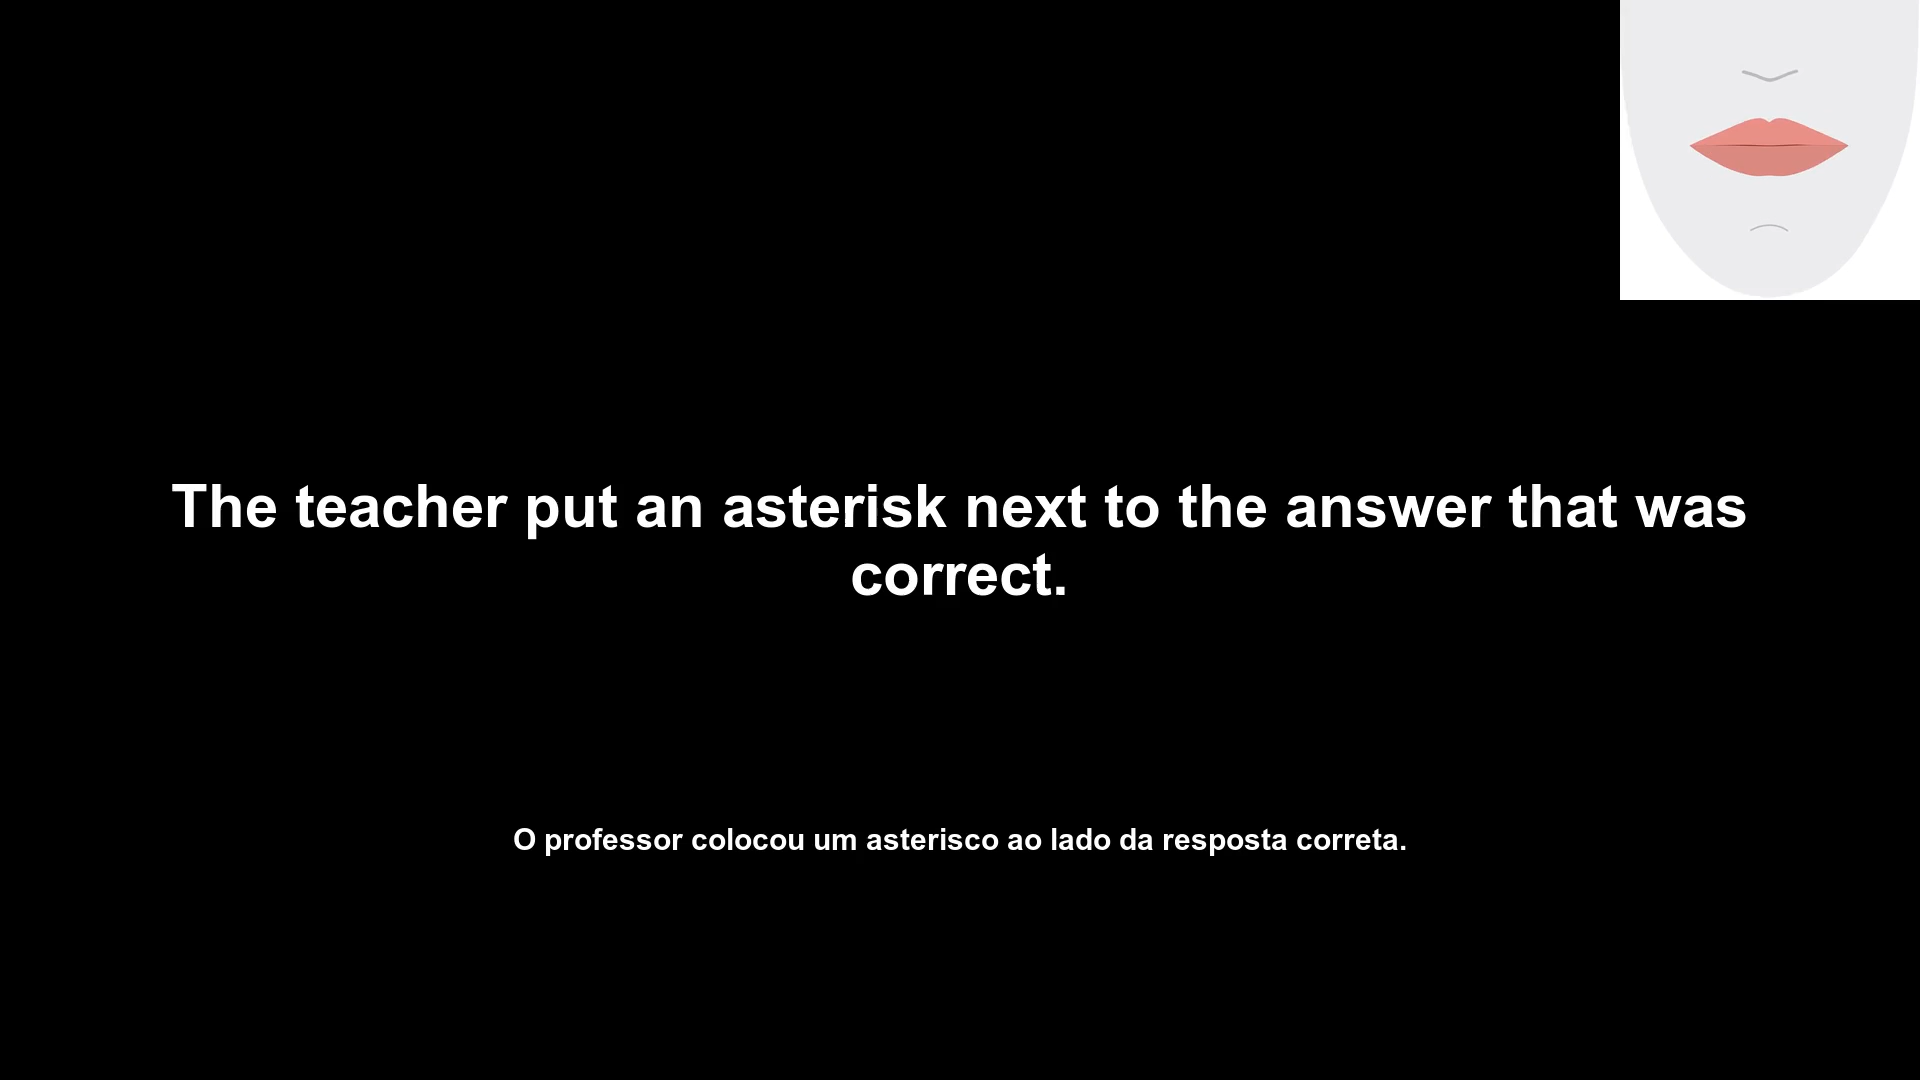 The teacher put an asterisk next to the answer that was
correct.
O professor colocou um asterisco ao lado da resposta correta.